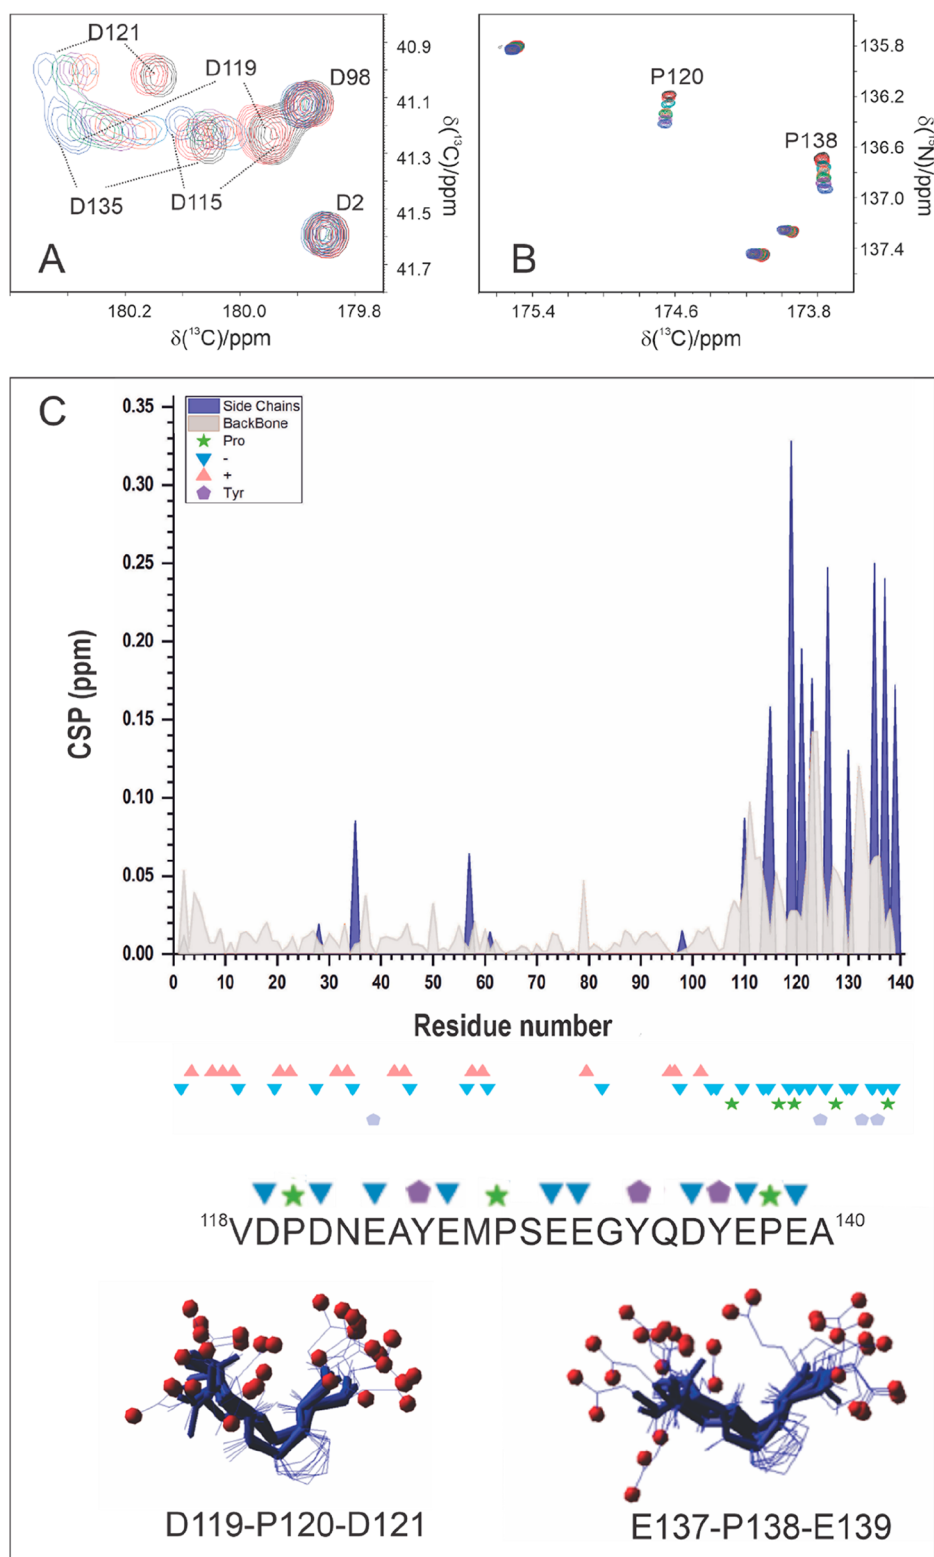 D121
D119
D98
D135
D115
D2
A
40.9
41.1
41.3
41.5
41.7
δ(¹³C)/ppm
180.2
180.0
179.8
δ(¹³C)/ppm
P120
P138
B
135.8
136.2
136.6
137.0
137.4
δ(¹⁵N)/ppm
175.4
174.6
173.8
δ(¹³C)/ppm
C
Side Chains
BackBone
Pro
-
+
Tyr
0.35
0.30
0.25
0.20
0.15
0.10
0.05
0.00
CSP (ppm)
0 10 20 30 40 50 60 70 80 90 100 110 120 130 140
Residue number
¹¹⁸VDPDNEAYEMPSEEGYQDYEPEA¹⁴⁰
D119-P120-D121
E137-P138-E139